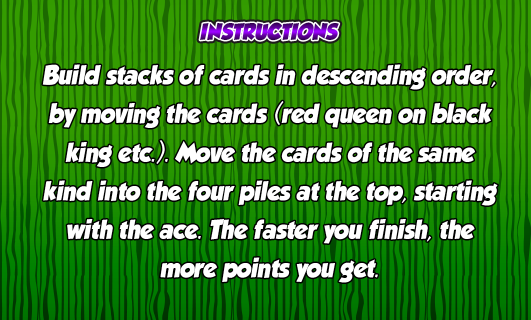 INSTRUCTIONS
Build stacks of cards in descending order,
by moving the cards (red queen on black
king etc.). Move the cards of the same
kind into the four piles at the top, starting
with the ace. The faster you finish, the
more points you get.